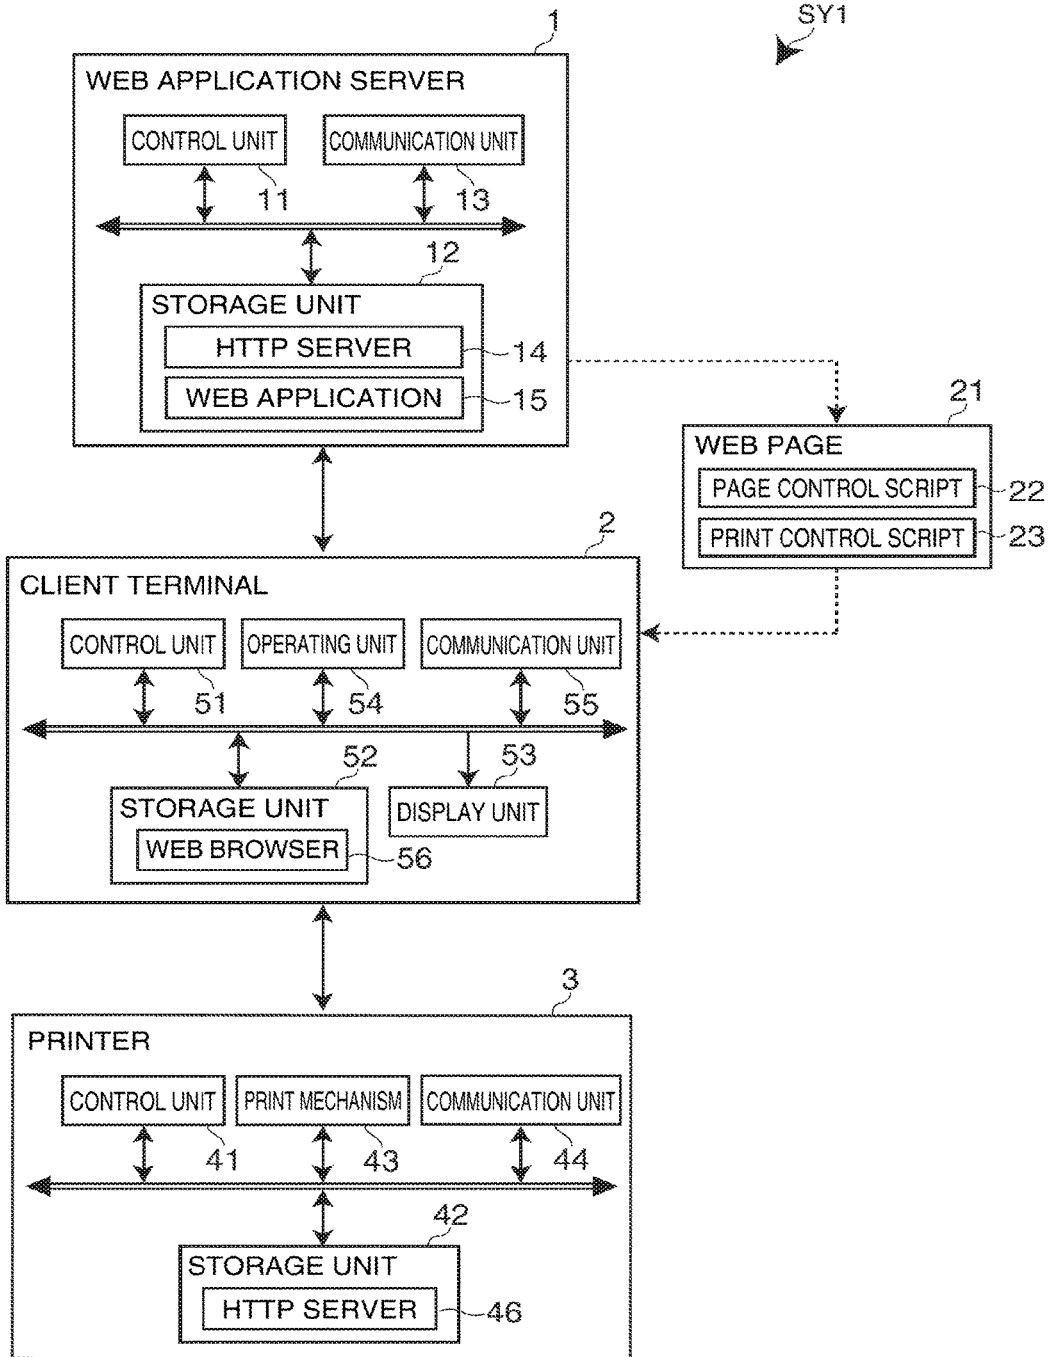 SY1
1
WEB APPLICATION SERVER
CONTROL UNIT
COMMUNICATION UNIT
11
13
12
STORAGE UNIT
HTTP SERVER
14
WEB APPLICATION
15
21
WEB PAGE
PAGE CONTROL SCRIPT
22
PRINT CONTROL SCRIPT
23
2
CLIENT TERMINAL
CONTROL UNIT
OPERATING UNIT
COMMUNICATION UNIT
51
54
55
52
53
STORAGE UNIT
DISPLAY UNIT
WEB BROWSER
56
3
PRINTER
CONTROL UNIT
PRINT MECHANISM
COMMUNICATION UNIT
41
43
44
42
STORAGE UNIT
HTTP SERVER
46